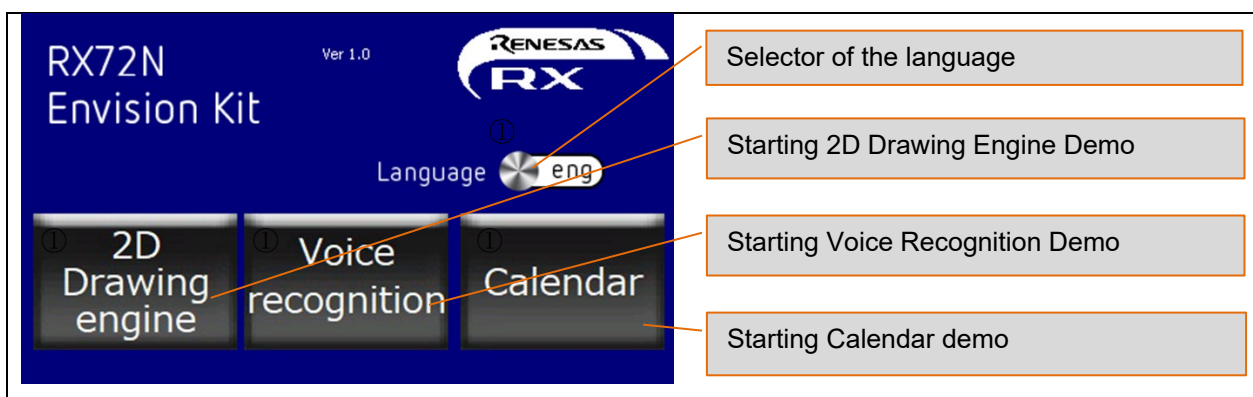 RX72N
Envision Kit
Ver 1.0
RENESAS
RX
①
Language
eng
①
2D
Drawing
engine
①
Voice
recognition
①
Calendar
Selector of the language
Starting 2D Drawing Engine Demo
Starting Voice Recognition Demo
Starting Calendar demo